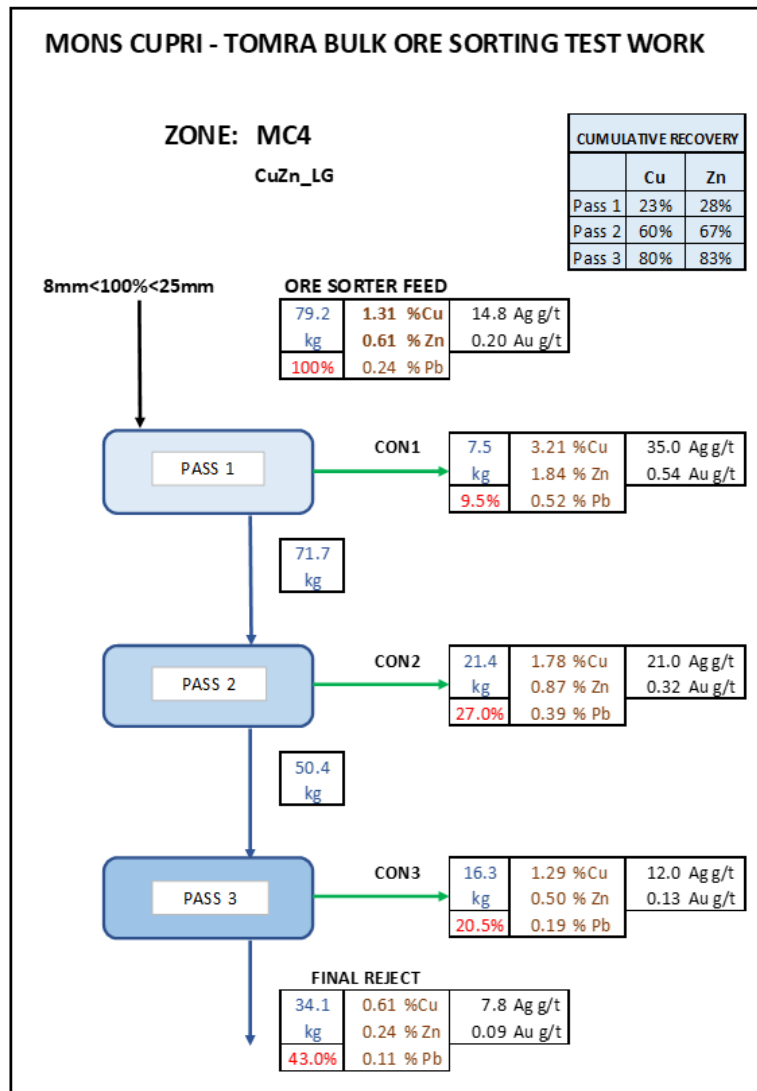 MONS CUPRI - TOMRA BULK ORE SORTING TEST WORK
ZONE: MC4
CuZn_LG
CUMULATIVE RECOVERY
Cu Zn
Pass 1 23% 28%
Pass 2 60% 67%
Pass 3 80% 83%
8mm<100%<25mm
ORE SORTER FEED
79.2 1.31 %Cu 14.8 Ag g/t
kg 0.61 % Zn 0.20 Au g/t
100% 0.24 % Pb
PASS 1
CON1
7.5 3.21 %Cu 35.0 Ag g/t
kg 1.84 % Zn 0.54 Au g/t
9.5% 0.52 % Pb
71.7
kg
PASS 2
CON2
21.4 1.78 %Cu 21.0 Ag g/t
kg 0.87 % Zn 0.32 Au g/t
27.0% 0.39 % Pb
50.4
kg
PASS 3
CON3
16.3 1.29 %Cu 12.0 Ag g/t
kg 0.50 % Zn 0.13 Au g/t
20.5% 0.19 % Pb
FINAL REJECT
34.1 0.61 %Cu 7.8 Ag g/t
kg 0.24 % Zn 0.09 Au g/t
43.0% 0.11 % Pb